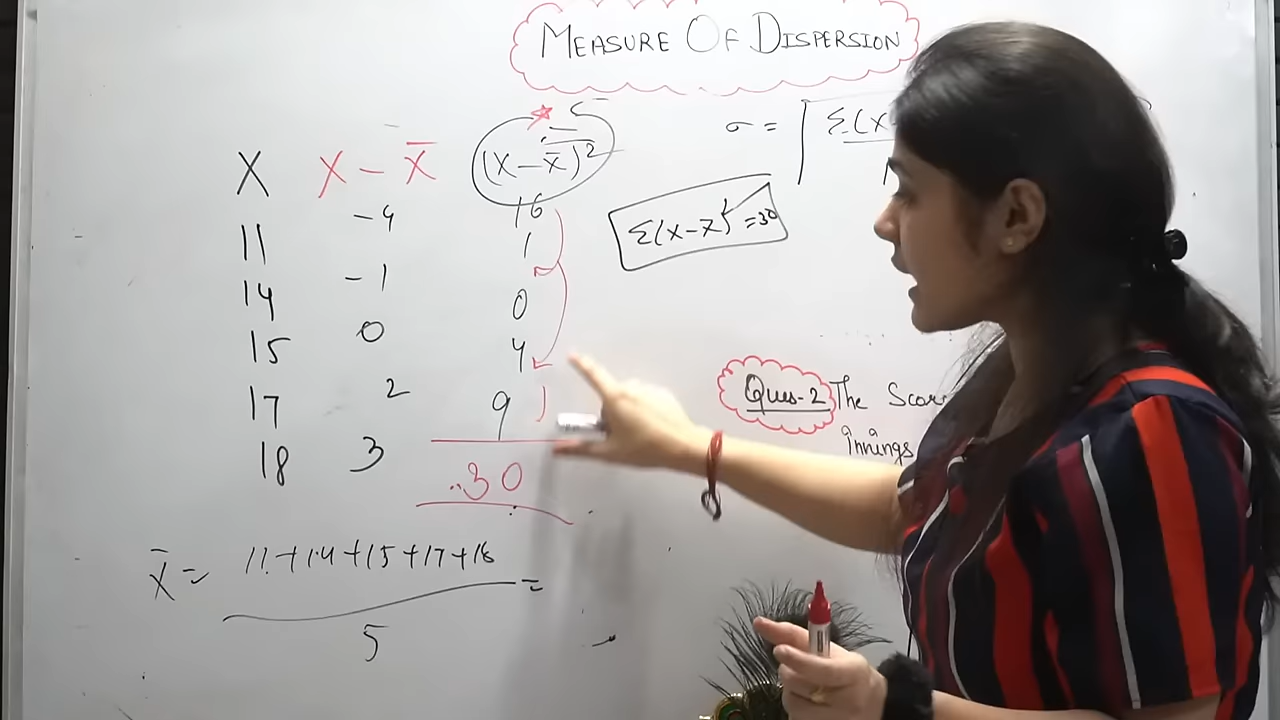 MEASURE OF DISPERSION
X X - X̄ (X - x̄)²
11 -4 16
14 -1 1
15 0 0
17 2 4
18 3 9
30
X̄ = 11 + 14 + 15 + 17 + 18 =
5
σ = √ Σ(X-
Σ(X-X̄)² = 30
Ques-2 The Scor
innings